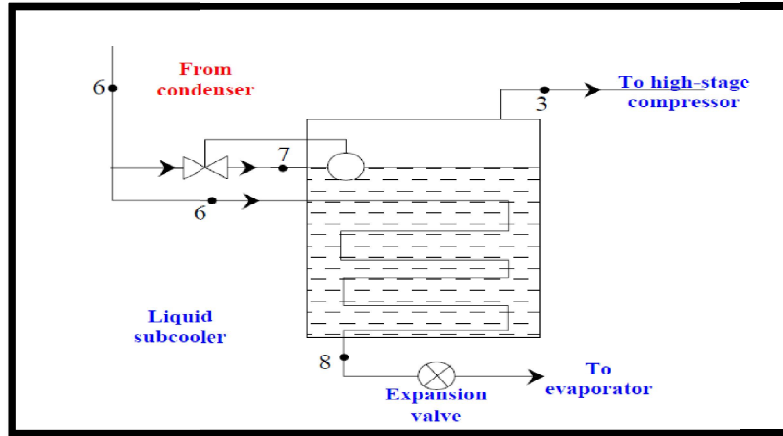 6
From
condenser
3
To high-stage
compressor
7
6
Liquid
subcooler
8
Expansion
valve
To
evaporator